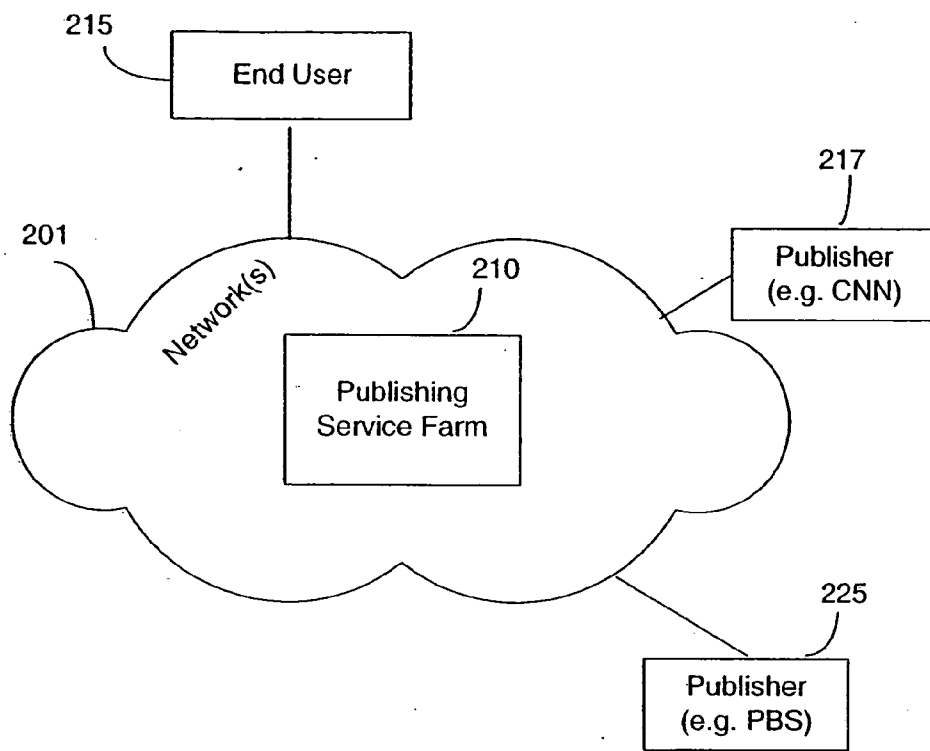 215
End User
217
Publisher
(e.g. CNN)
201
Network(s)
210
Publishing
Service Farm
225
Publisher
(e.g. PBS)